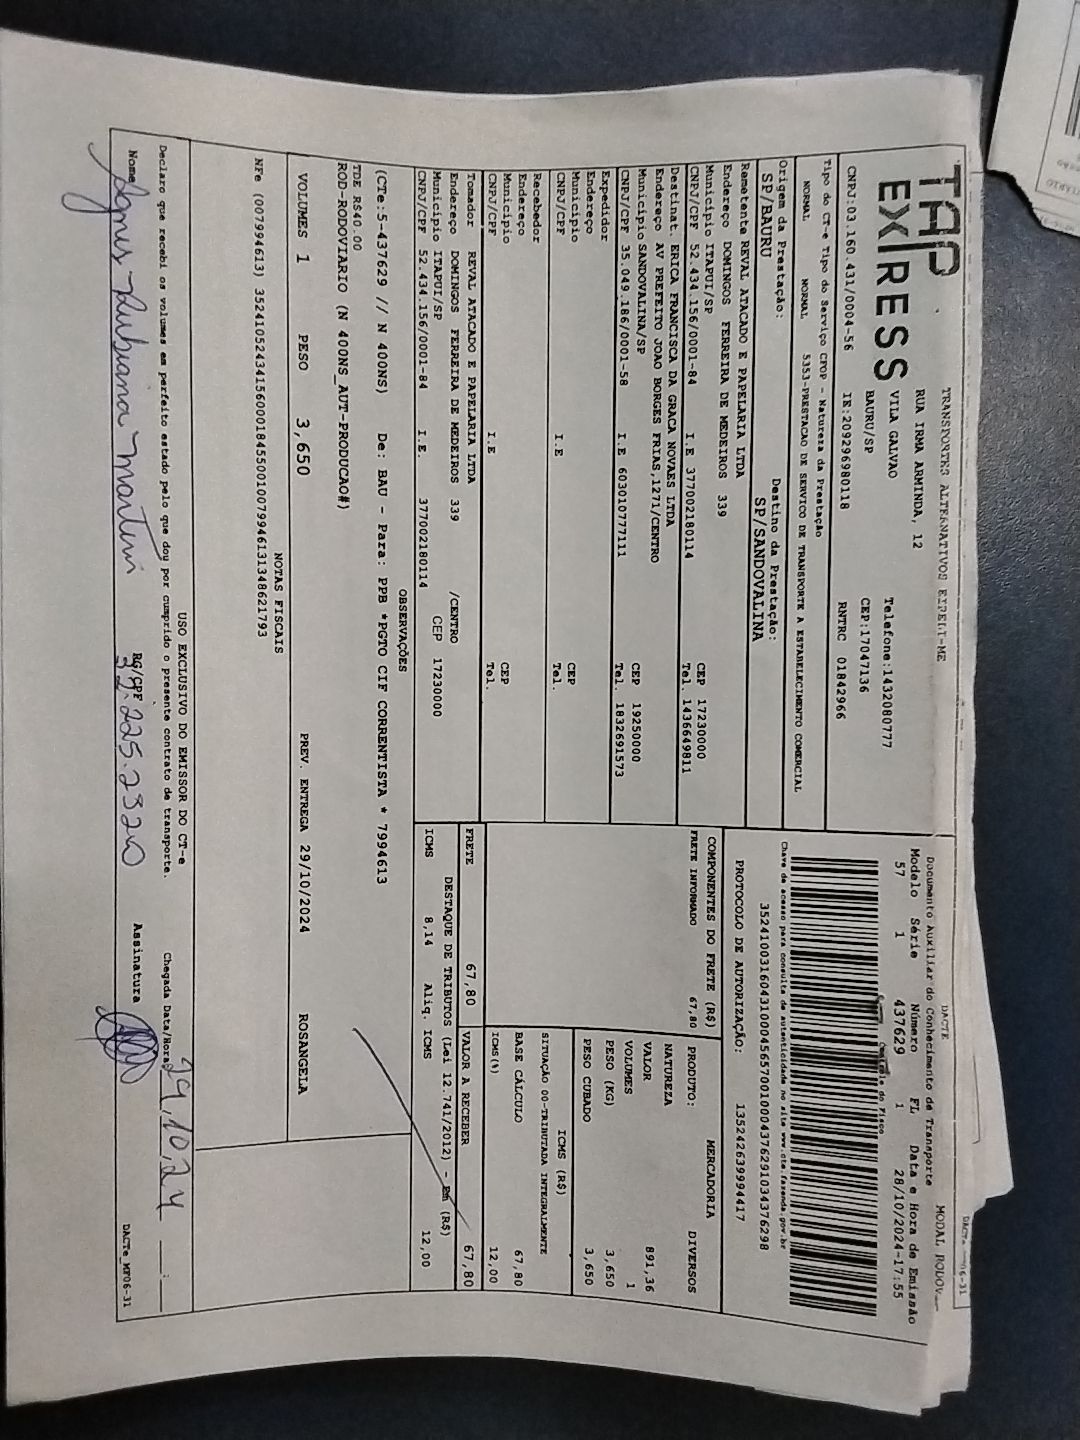 TAP EXPRESS
TRANSPORTES ALTERNATIVOS EIRELI-ME
RUA IRMA ARMINDA, 12
VILA GALVAO
BAURU/SP
Telefone:1432080777
CEP:17047136
CNPJ:03.160.431/0004-56 IE:209296980118 RNTRC 01842966
Tipo do CT-e Tipo do Serviço CFOP - Natureza da Prestação
NORMAL NORMAL 5353-PRESTACAO DE SERVICO DE TRANSPORTE A ESTABELECIMENTO COMERCIAL
Origem da Prestação: Destino da Prestação:
SP/BAURU SP/SANDOVALINA
Remetente REVAL ATACADO E PAPELARIA LTDA
Endereço DOMINGOS FERREIRA DE MEDEIROS 339
Município ITAPUI/SP CEP 17230000
CNPJ/CPF 52.434.156/0001-84 I.E 377002180114 Tel. 1436649811
Destinat. ERICA FRANCISCA DA GRACA NOVAES LTDA
Endereço AV PREFEITO JOAO BORGES FRIAS,1271/CENTRO
Município SANDOVALINA/SP CEP 19250000
CNPJ/CPF 35.049.186/0001-58 I.E 603010777111 Tel. 1832691573
Expedidor
Endereço
Município CEP
CNPJ/CPF I.E Tel.
Recebedor
Endereço
Município CEP
CNPJ/CPF I.E Tel.
Tomador REVAL ATACADO E PAPELARIA LTDA
Endereço DOMINGOS FERREIRA DE MEDEIROS 339 /CENTRO
Município ITAPUI/SP CEP 17230000
CNPJ/CPF 52.434.156/0001-84 I.E. 377002180114
DACTE
Documento Auxiliar do Conhecimento de Transporte
MODAL RODOV
Modelo Série Número FL Data e Hora de Emissão
57 1 437629 1 28/10/2024-17:55
Controle do Fisco
Chave de acesso para consulta de autenticidade no site www.cte.fazenda.gov.br
35241003160431000456570010004376291034376298
PROTOCOLO DE AUTORIZAÇÃO: 135242639994417
COMPONENTES DO FRETE (R$)
FRETE INFORMADO 67,80
PRODUTO: MERCADORIA
NATUREZA DIVERSOS
VALOR 891,36
VOLUMES 1
PESO (KG) 3,650
PESO CUBADO 3,650
ICMS (R$)
SITUAÇÃO 00-TRIBUTADA INTEGRALMENTE
BASE CÁLCULO 67,80
ICMS (%) 12,00
FRETE 67,80 VALOR A RECEBER 67,80
DESTAQUE DE TRIBUTOS (Lei 12.741/2012) - Em (R$)
ICMS 8,14 Aliq. ICMS 12,00
OBSERVAÇÕES
(CTe:5-437629 // N 400NS) De: BAU - Para: PPB *PGTO CIF CORRENTISTA * 7994613
TDE R$40.00
ROD-RODOVIARIO (N 400NS_AUT-PRODUCAO#)
VOLUMES 1 PESO 3,650 PREV. ENTREGA 29/10/2024 ROSANGELA
NOTAS FISCAIS
NFe (007994613) 35241052434156000184550010079946131348621793
USO EXCLUSIVO DO EMISSOR DO CT-e
Declaro que recebi os volumes em perfeito estado pelo que dou por cumprido o presente contrato de transporte. Chegada Data/Hora 29,10,24
Nome Agnes Rubiana Martins RG/CPF 32.225.232-0 Assinatura
DACTe_MF06-31